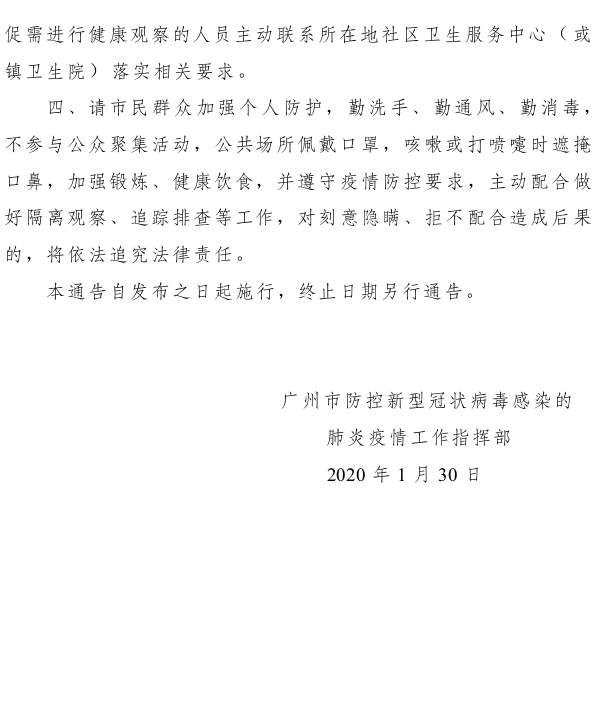 促需进行健康观察的人员主动联系所在地社区卫生服务中心（或
镇卫生院）落实相关要求。
四、请市民群众加强个人防护，勤洗手、勤通风、勤消毒，
不参与公众聚集活动，公共场所佩戴口罩，咳嗽或打喷嚏时遮掩
口鼻，加强锻炼、健康饮食，并遵守疫情防控要求，主动配合做
好隔离观察、追踪排查等工作，对刻意隐瞒、拒不配合造成后果
的，将依法追究法律责任。
本通告自发布之日起施行，终止日期另行通告。
广州市防控新型冠状病毒感染的
肺炎疫情工作指挥部
2020 年 1 月 30 日